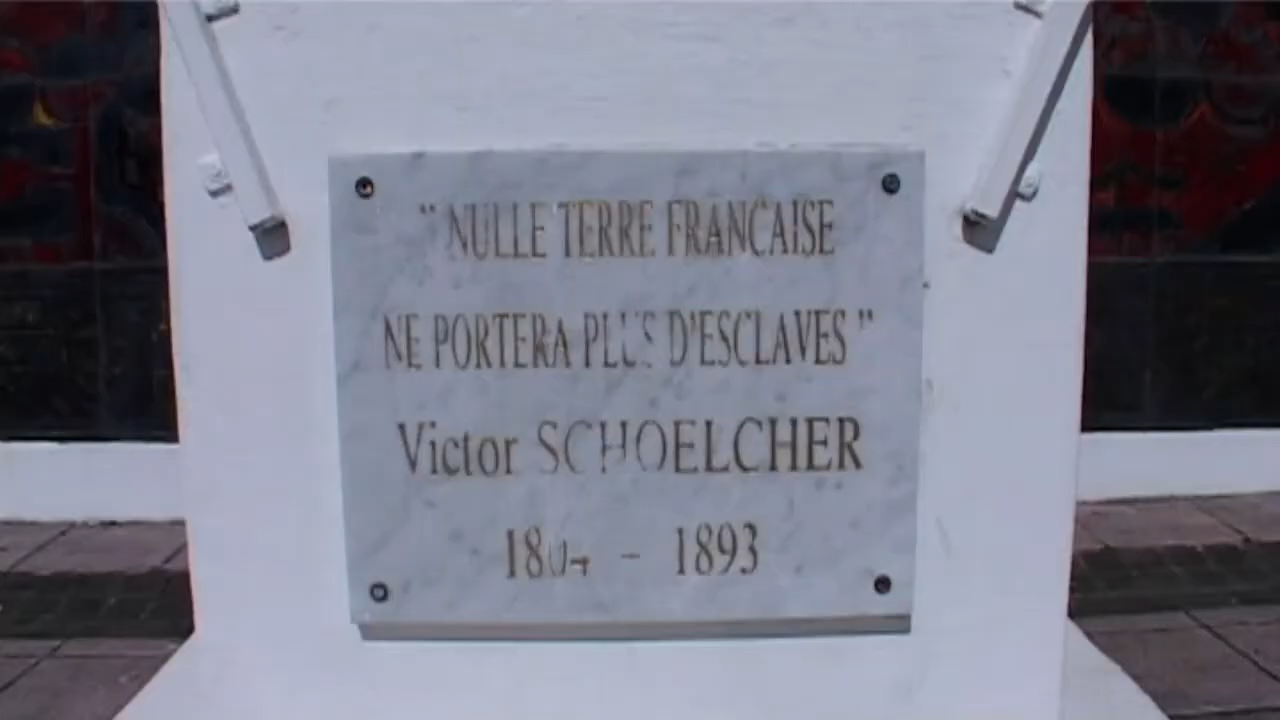 " NULLE TERRE FRANCAISE
NE PORTERA PLUS D'ESCLAVES "
Victor SCHOELCHER
1804 - 1893